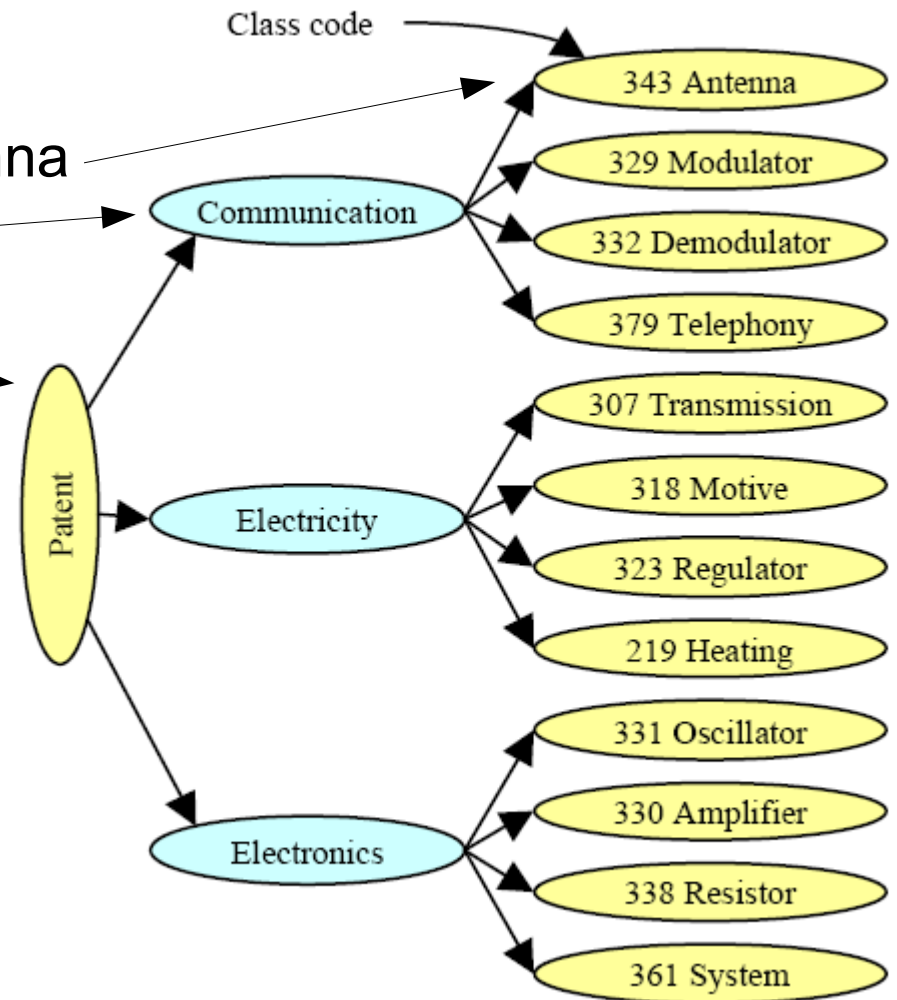 Class code
343 Antenna
329 Modulator
Communication
332 Demodulator
379 Telephony
307 Transmission
318 Motive
Patent
Electricity
323 Regulator
219 Heating
331 Oscillator
330 Amplifier
Electronics
338 Resistor
361 System